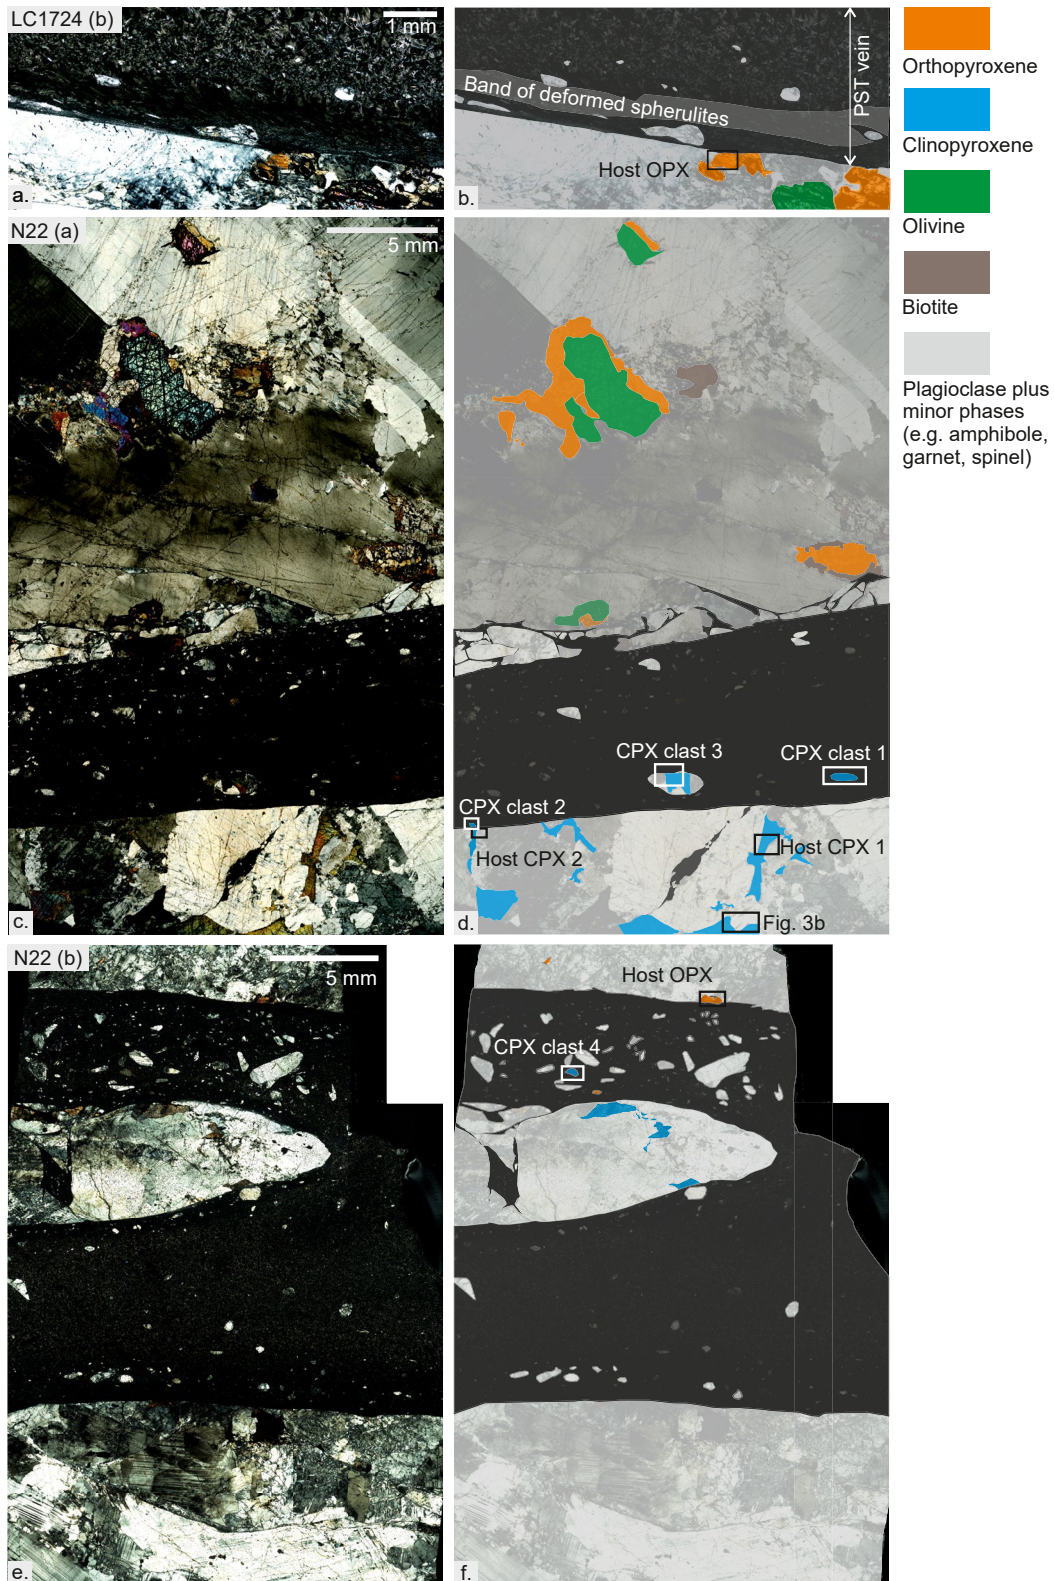 LC1724 (b)
1 mm
a.
Band of deformed spherulites
PST vein
Host OPX
b.
Orthopyroxene
Clinopyroxene
Olivine
Biotite
Plagioclase plus
minor phases
(e.g. amphibole,
garnet, spinel)
N22 (a)
5 mm
c.
CPX clast 3
CPX clast 1
CPX clast 2
Host CPX 2
Host CPX 1
d.
Fig. 3b
N22 (b)
5 mm
e.
Host OPX
CPX clast 4
f.